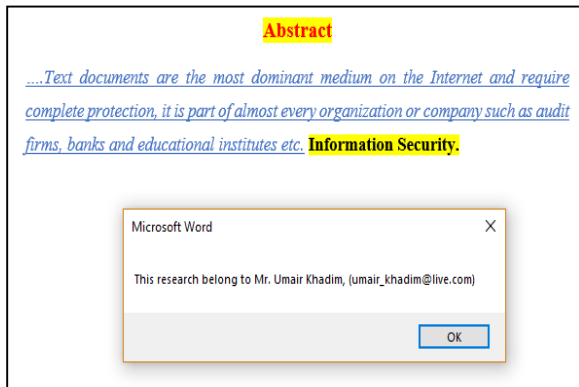 Abstract
....Text documents are the most dominant medium on the Internet and require
complete protection, it is part of almost every organization or company such as audit
firms, banks and educational institutes etc. Information Security.
Microsoft Word
This research belong to Mr. Umair Khadim, (umair_khadim@live.com)
OK